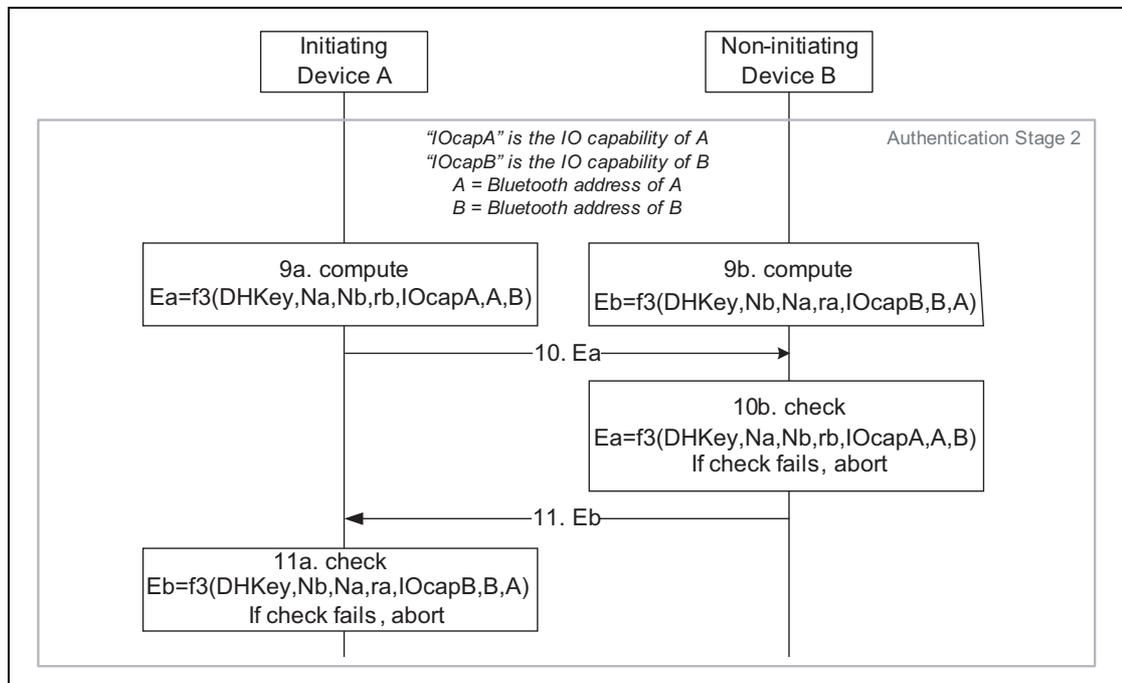 Initiating
Device A
Non-initiating
Device B
“IOcapA” is the IO capability of A
“IOcapB” is the IO capability of B
A = Bluetooth address of A
B = Bluetooth address of B
Authentication Stage 2
9a. compute
Ea=f3(DHKey,Na,Nb,rb,IOcapA,A,B)
9b. compute
Eb=f3(DHKey,Nb,Na,ra,IOcapB,B,A)
10. Ea
10b. check
Ea=f3(DHKey,Na,Nb,rb,IOcapA,A,B)
If check fails, abort
11. Eb
11a. check
Eb=f3(DHKey,Nb,Na,ra,IOcapB,B,A)
If check fails, abort